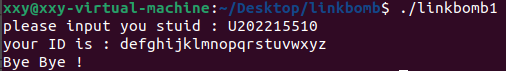 xxy@xxy-virtual-machine:~/Desktop/linkbomb$ ./linkbomb1
please input you stuid : U202215510
your ID is : defghijklmnopqrstuvwxyz
Bye Bye !